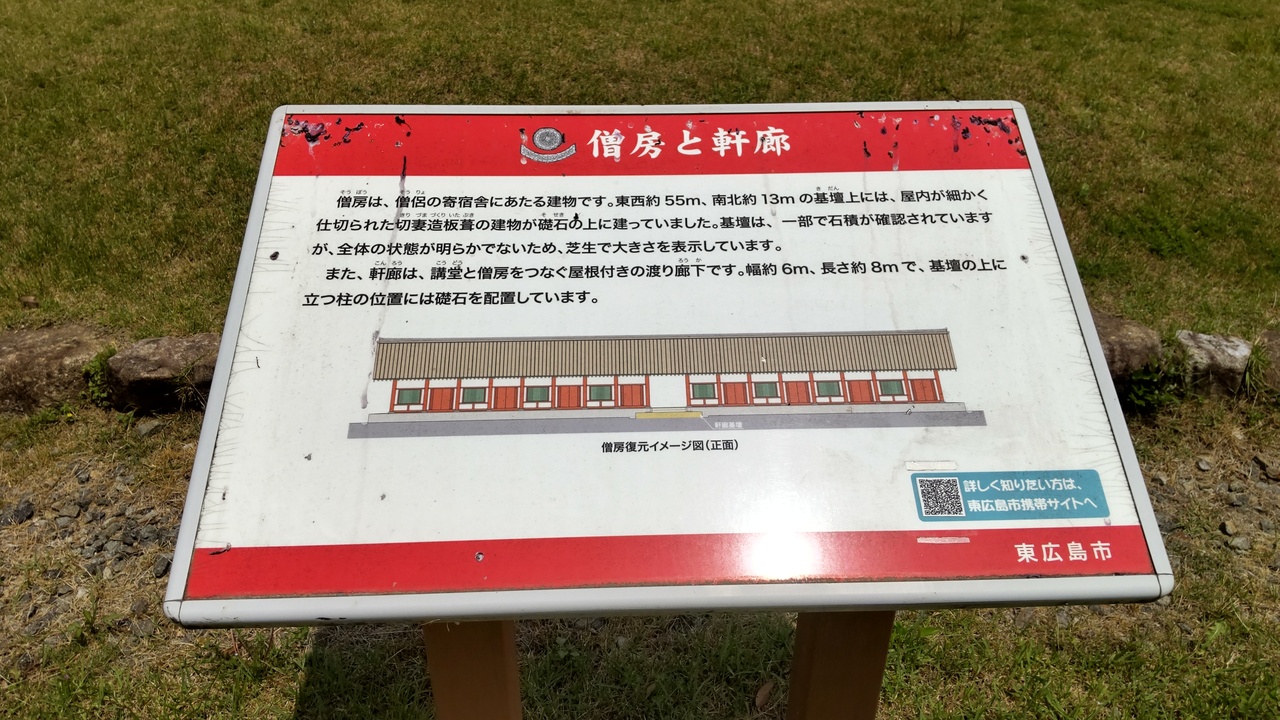 僧房と軒廊
僧房は、僧侶の寄宿舎にあたる建物です。東西約55m、南北約13mの基壇上には、屋内が細かく
仕切られた切妻造板葺の建物が礎石の上に建っていました。基壇は、一部で石積が確認されています
が、全体の状態が明らかでないため、芝生で大きさを表示しています。
また、軒廊は、講堂と僧房をつなぐ屋根付きの渡り廊下です。幅約6m、長さ約8mで、基壇の上に
立つ柱の位置には礎石を配置しています。
軒廊基壇
僧房復元イメージ図(正面)
詳しく知りたい方は、
東広島市携帯サイトへ
東広島市